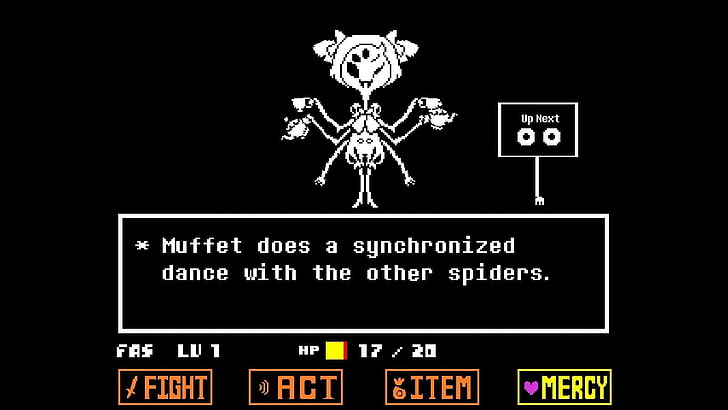 Up Next
* Muffet does a synchronized
dance with the other spiders.
FAS LV 1 HP 17 / 20
FIGHT ACT ITEM MERCY